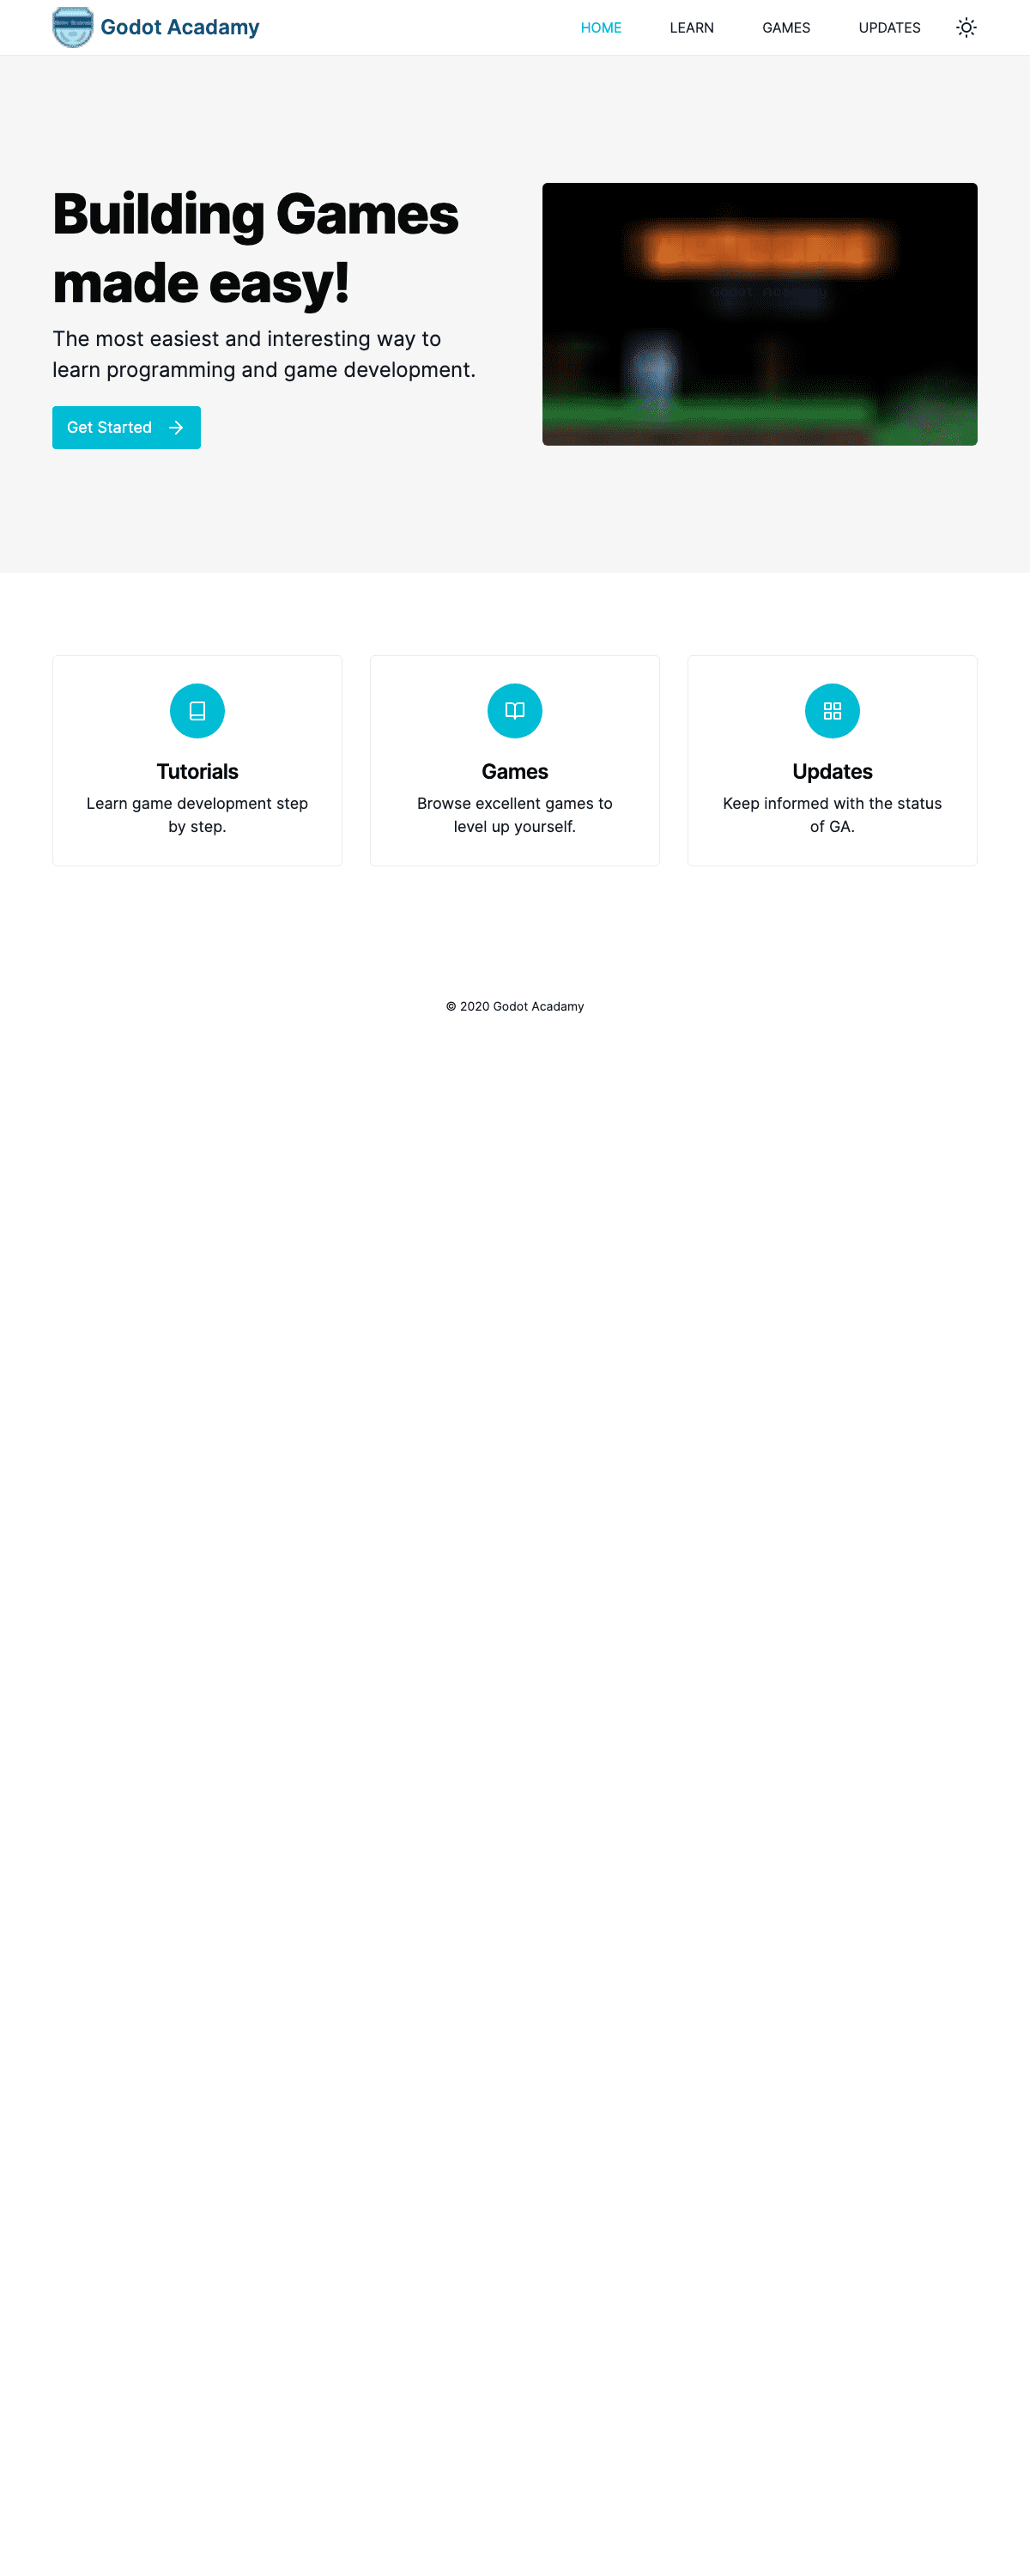 Godot Acadamy
HOME
LEARN
GAMES
UPDATES
Building Games
made easy!
The most easiest and interesting way to
learn programming and game development.
Get Started
Tutorials
Learn game development step
by step.
Games
Browse excellent games to
level up yourself.
Updates
Keep informed with the status
of GA.
© 2020 Godot Acadamy